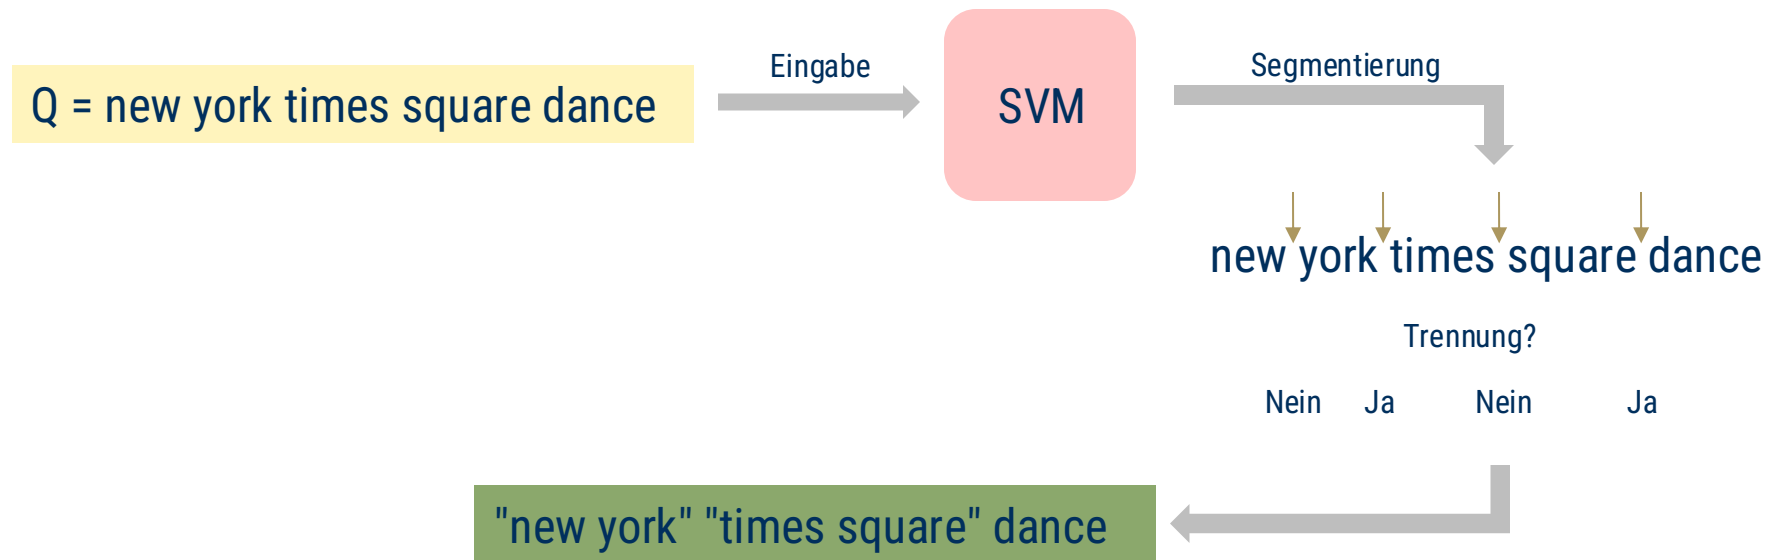 Q = new york times square dance
Eingabe
SVM
Segmentierung
new york times square dance
Trennung?
Nein Ja Nein Ja
"new york" "times square" dance